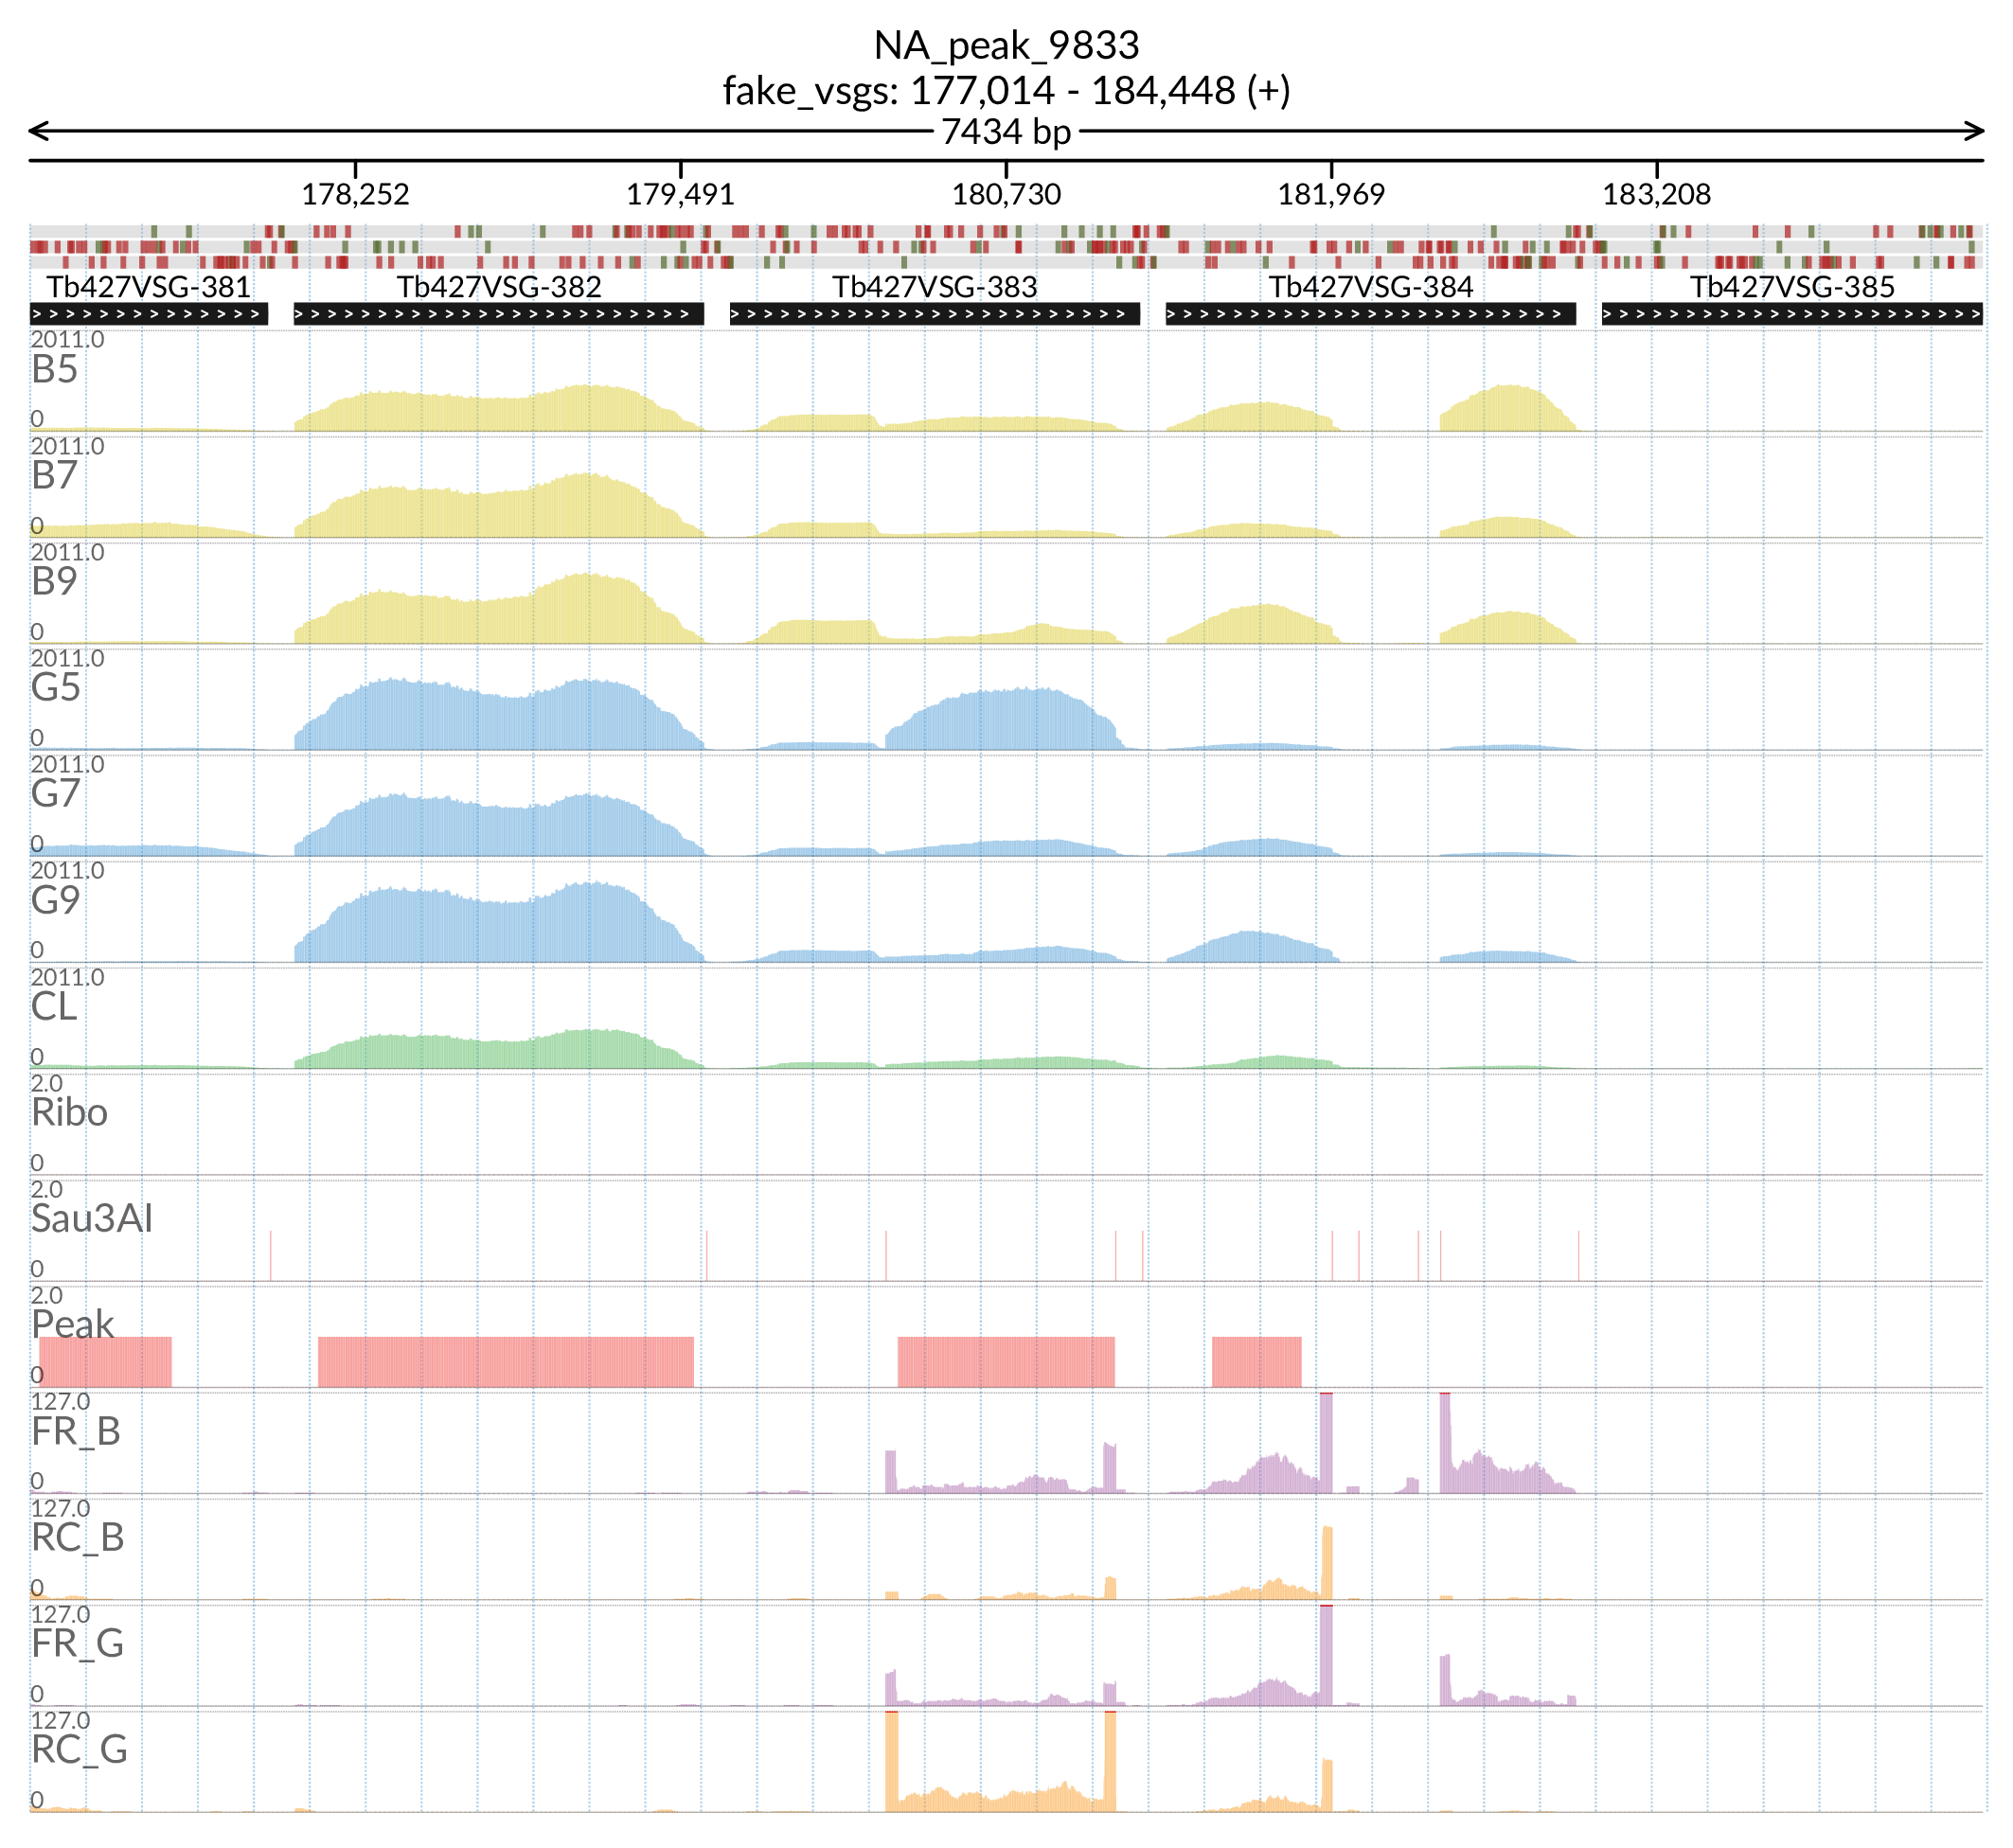 NA_peak_9833
fake_vsgs: 177,014 - 184,448 (+)
7434 bp
178,252 179,491 180,730 181,969 183,208
Tb427VSG-381 Tb427VSG-382 Tb427VSG-383 Tb427VSG-384 Tb427VSG-385
2011.0
B5
0
2011.0
B7
0
2011.0
B9
0
2011.0
G5
0
2011.0
G7
0
2011.0
G9
0
2011.0
CL
0
2.0
Ribo
0
2.0
Sau3AI
0
2.0
Peak
0
127.0
FR_B
0
127.0
RC_B
0
127.0
FR_G
0
127.0
RC_G
0